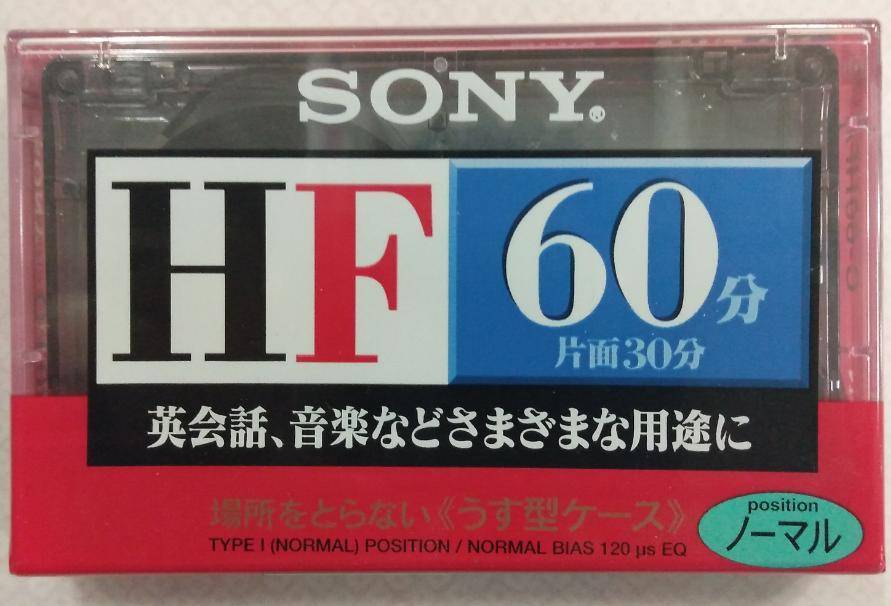 SONY
HF
60分
片面30分
英会話、音楽などさまざまな用途に
場所をとらない《うす型ケース》
TYPE I (NORMAL) POSITION / NORMAL BIAS 120 µs EQ
position
ノーマル